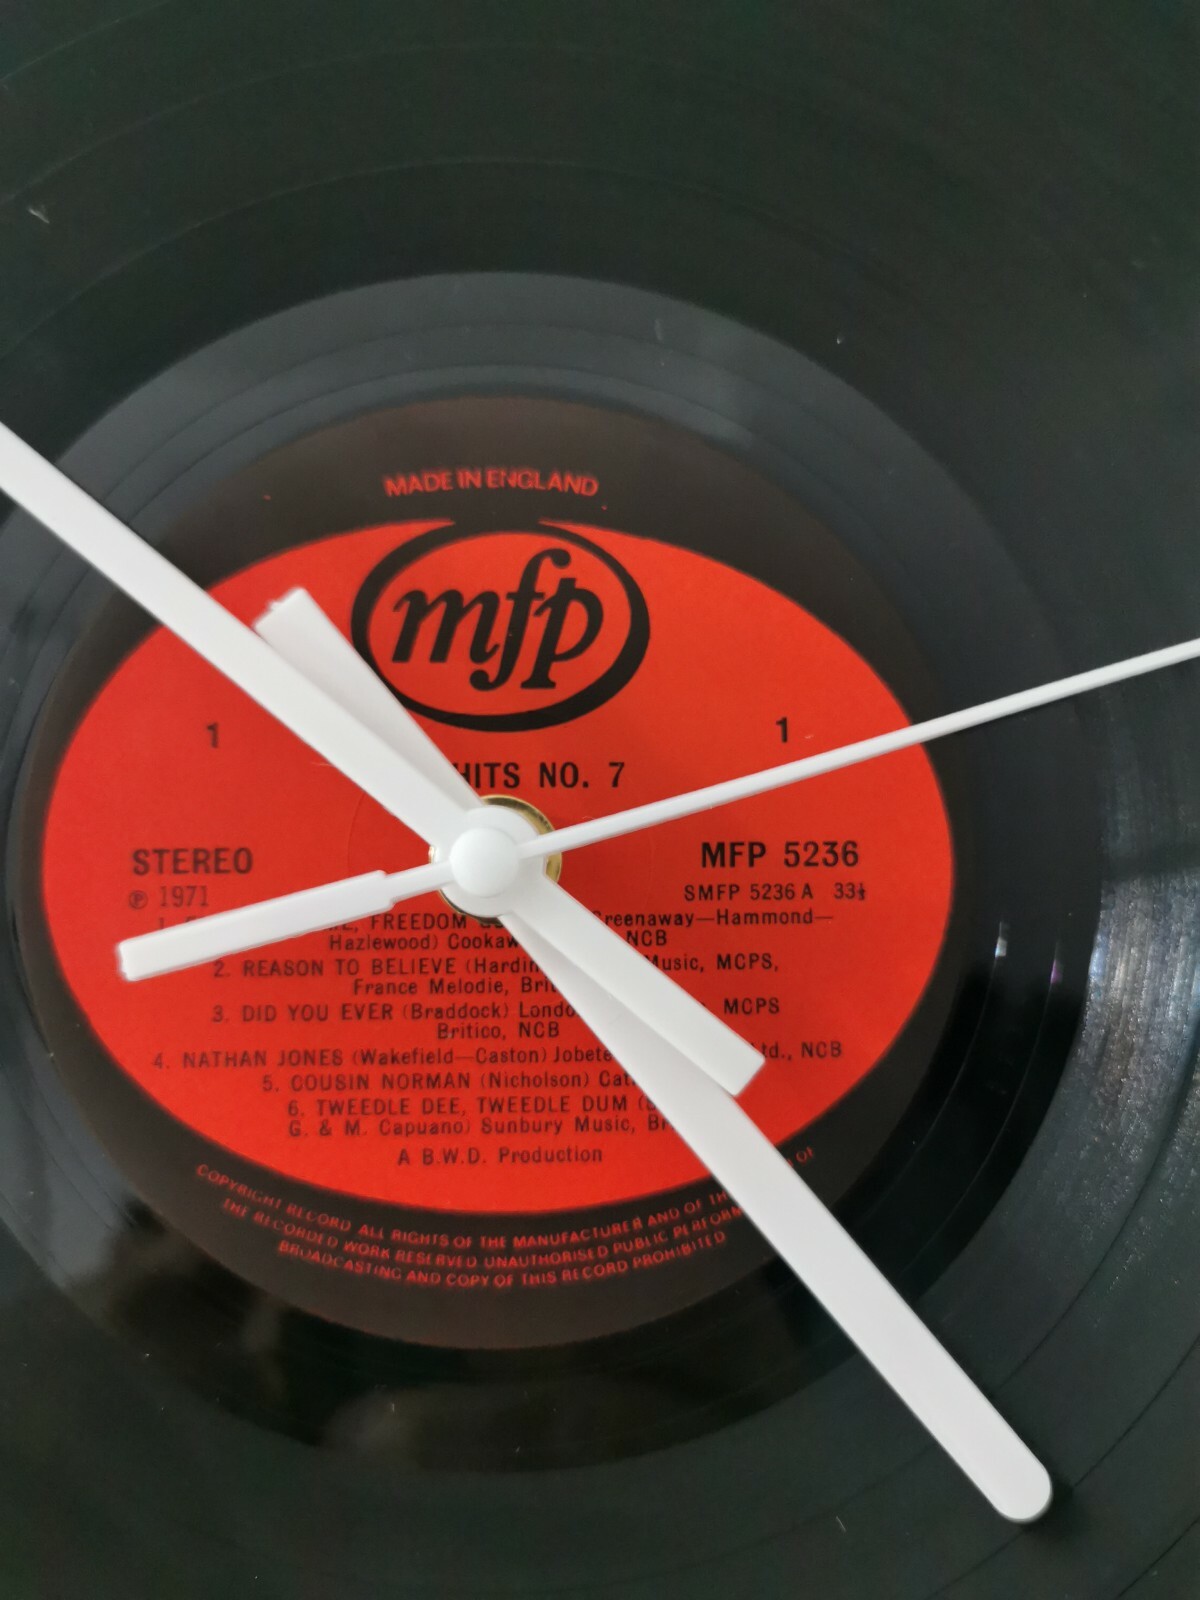 MADE IN ENGLAND
mfp
1 1
HITS NO. 7
STEREO MFP 5236
℗ 1971 SMFP 5236 A 33⅓
FREEDOM Greenaway—Hammond—
Hazlewood) NCB
2. REASON TO BELIEVE Music, MCPS,
France Melodie,
3. DID YOU EVER (Braddock) MCPS
Britico, NCB
4. NATHAN JONES (Wakefield—Caston) NCB
5. COUSIN NORMAN (Nicholson)
6. TWEEDLE DEE, TWEEDLE DUM
G. & M. Capuano) Sunbury Music,
A B.W.D. Production
COPYRIGHT RECORD ALL RIGHTS OF THE MANUFACTURER AND OF THE OF
THE RECORDED WORK RESERVED UNAUTHORISED PUBLIC
BROADCASTING AND COPY OF THIS RECORD PROHIBITED